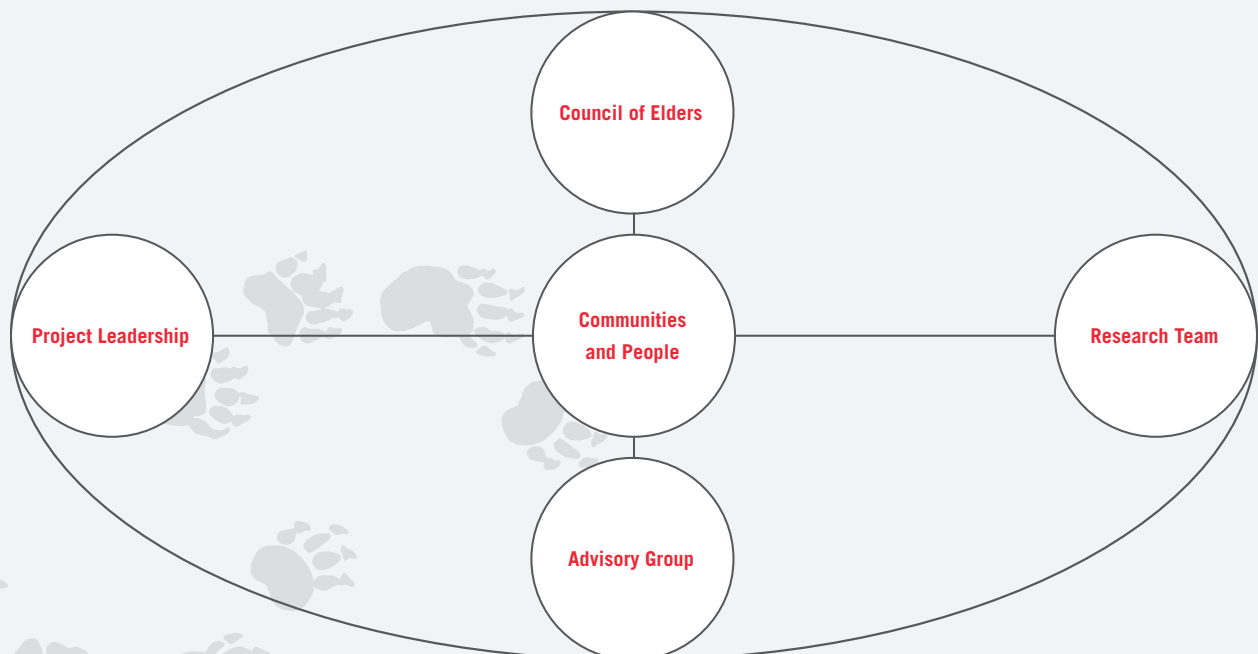 Council of Elders
Project Leadership
Communities
and People
Research Team
Advisory Group